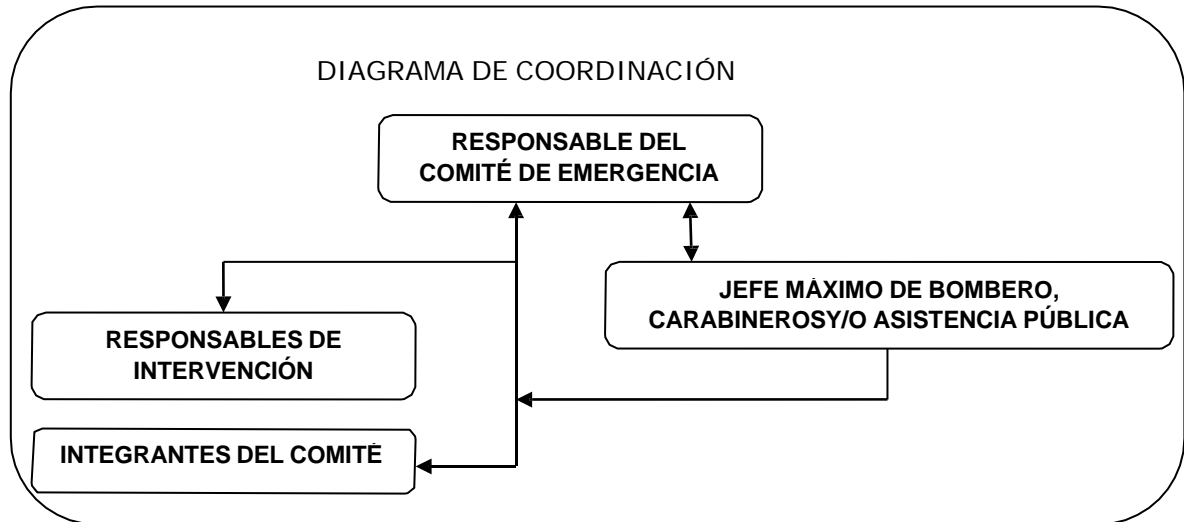 DIAGRAMA DE COORDINACIÓN
RESPONSABLE DEL
COMITÉ DE EMERGENCIA
JEFE MÁXIMO DE BOMBERO,
CARABINEROSY/O ASISTENCIA PÚBLICA
RESPONSABLES DE
INTERVENCIÓN
INTEGRANTES DEL COMITÉ